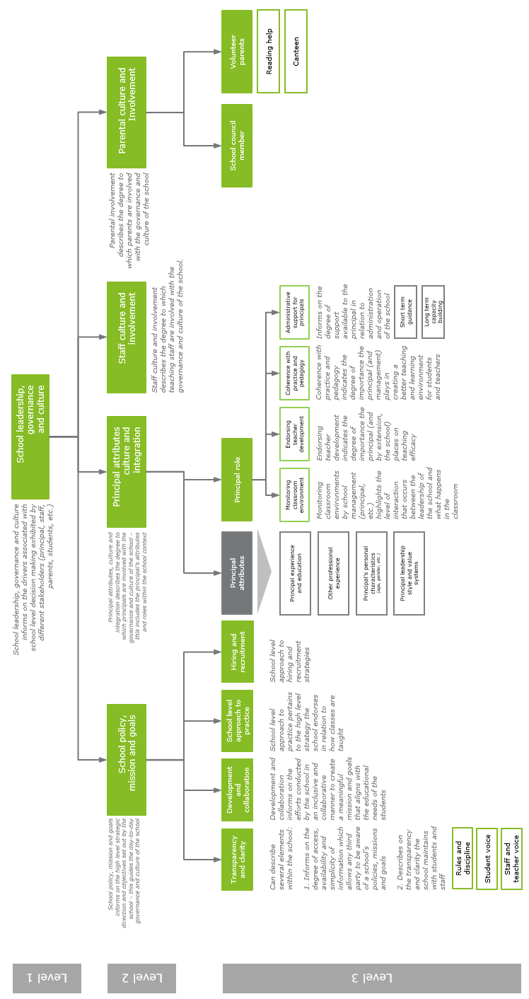 Level 1
School leadership, governance and culture
informs on the drivers associated with
school level decision making exhibited by
different stakeholders (principal, staff,
parents, students, etc.)
School leadership,
governance
and culture
Level 2
School policy, mission and goals
informs on the high level strategic
direction and objectives set out by the
school – this guides the day-to-day
governance and culture of the school
School policy,
mission and goals
Principal attributes, culture and
integration describes the degree to
which principals are involved with the
governance and culture of the school –
this includes the principal's attributes
and roles within the school context
Principal attributes
culture and
integration
Staff culture and
involvement
Staff culture and involvement
describes the degree to which
teaching staff are involved with the
governance and culture of the school.
Parental involvement
describes the degree to
which parents are involved
with the governance and
culture of the school
Parental culture and
Involvement
Level 3
Transparency
and clarity
Can describe
several elements
within the school:
1. Informs on the
degree of access,
availability and
simplicity of
information which
allows any third
party to be aware
of a school's
policies, missions
and goals
2. Describes on
the transparency
and clarity the
school maintains
with students and
staff
Rules and
discipline
Student voice
Staff and
teacher voice
Development
and
collaboration
Development and
collaboration
informs on the
efforts conducted
by the school in
an inclusive and
collaborative
manner to create
a meaningful
mission and goals
that aligns with
the educational
needs of the
students
School level
approach to
practice
School level
approach to
practice pertains
to the high level
strategy the
school endorses
in relation to
how classes are
taught
Hiring and
recruitment
School level
approach to
hiring and
recruitment
strategies
Principal
attributes
Principal experience
and education
Other professional
experience
Principal's personal
characteristics
(age, gender, etc.)
Principal leadership
style and value
systems
Principal role
Monitoring
classroom
environment
Monitoring
classroom
environments
by school
management
(principal,
etc.)
highlights the
level of
interaction
that occurs
between the
leadership of
the school and
what happens
in the
classroom
Endorsing
teacher
development
Endorsing
teacher
development
indicates the
degree of
importance the
principal (and
by extension,
the school)
places on
teaching
efficacy
Coherence with
practice and
pedagogy
Coherence with
practice and
pedagogy
indicates the
degree of
importance the
principal (and
management)
plays in
creating a
better teaching
and learning
environment
for students
and teachers
Administrative
support for
principals
Informs on the
degree of
support
available to the
principal in
relation to
administration
and operation
of the school
Short term
guidance
Long term
capacity
building
School council
member
Volunteer
parents
Reading help
Canteen